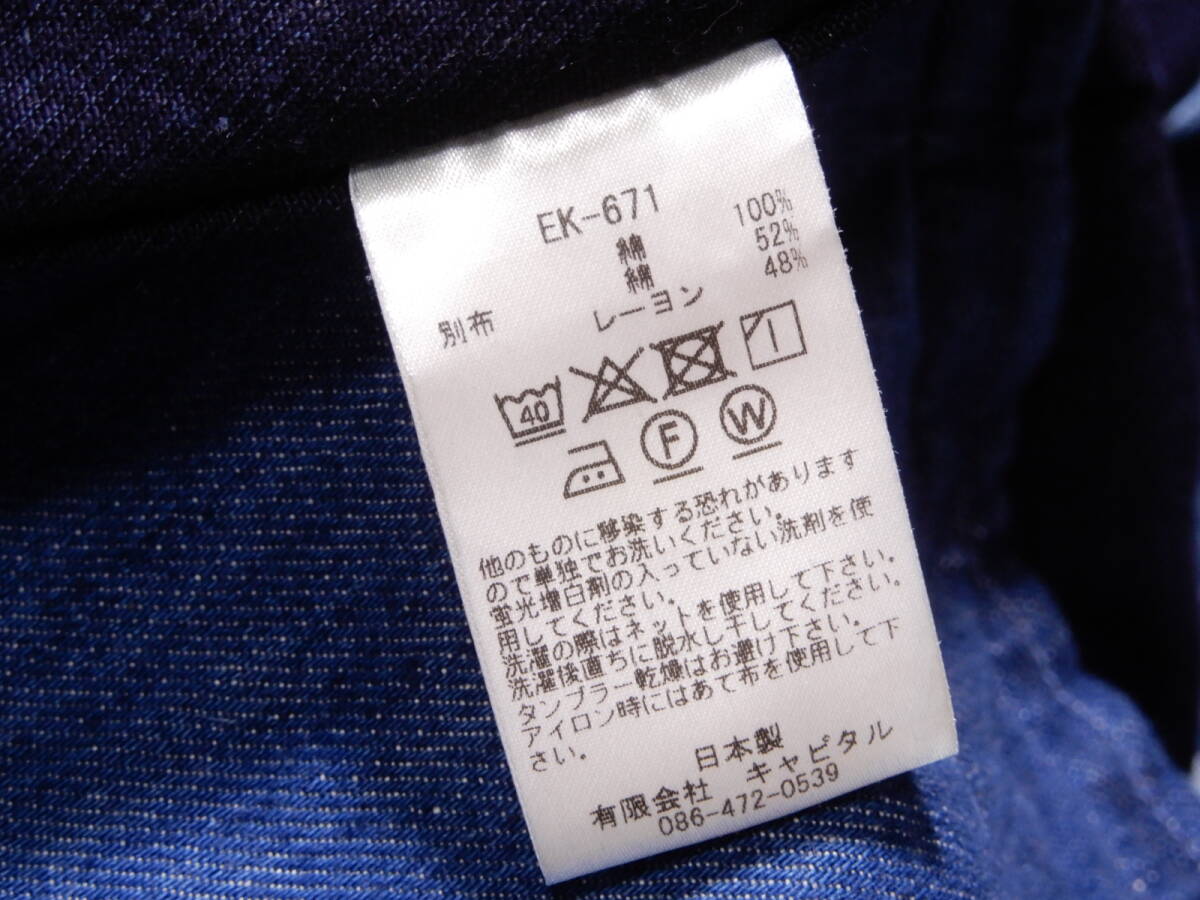 EK-671
綿 100%
別布 綿 52%
レーヨン 48%
40
F W
他のものに移染する恐れがあります
ので単独でお洗いください。
蛍光増白剤の入っていない洗剤を使
用してください。
洗濯の際はネットを使用して下さい。
洗濯後直ちに脱水し干してください。
タンブラー乾燥はお避け下さい。
アイロン時にはあて布を使用して下
さい。
日本製
有限会社 キャピタル
086-472-0539